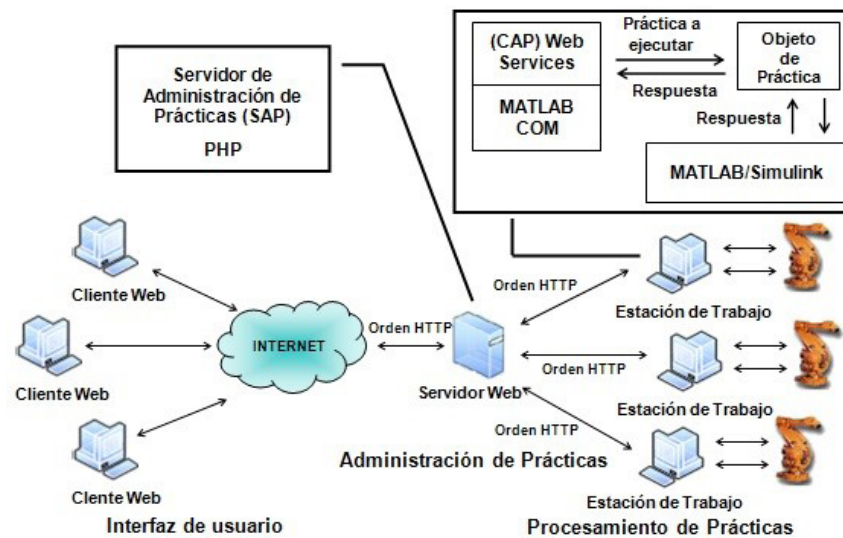 Servidor de
Administración de
Prácticas (SAP)
PHP
(CAP) Web
Services
MATLAB
COM
Práctica a
ejecutar
Respuesta
Objeto
de
Práctica
Respuesta
MATLAB/Simulink
Cliente Web
Cliente Web
Cliente Web
INTERNET
Orden HTTP
Servidor Web
Orden HTTP
Orden HTTP
Orden HTTP
Estación de Trabajo
Estación de Trabajo
Estación de Trabajo
Interfaz de usuario
Administración de Prácticas
Procesamiento de Prácticas